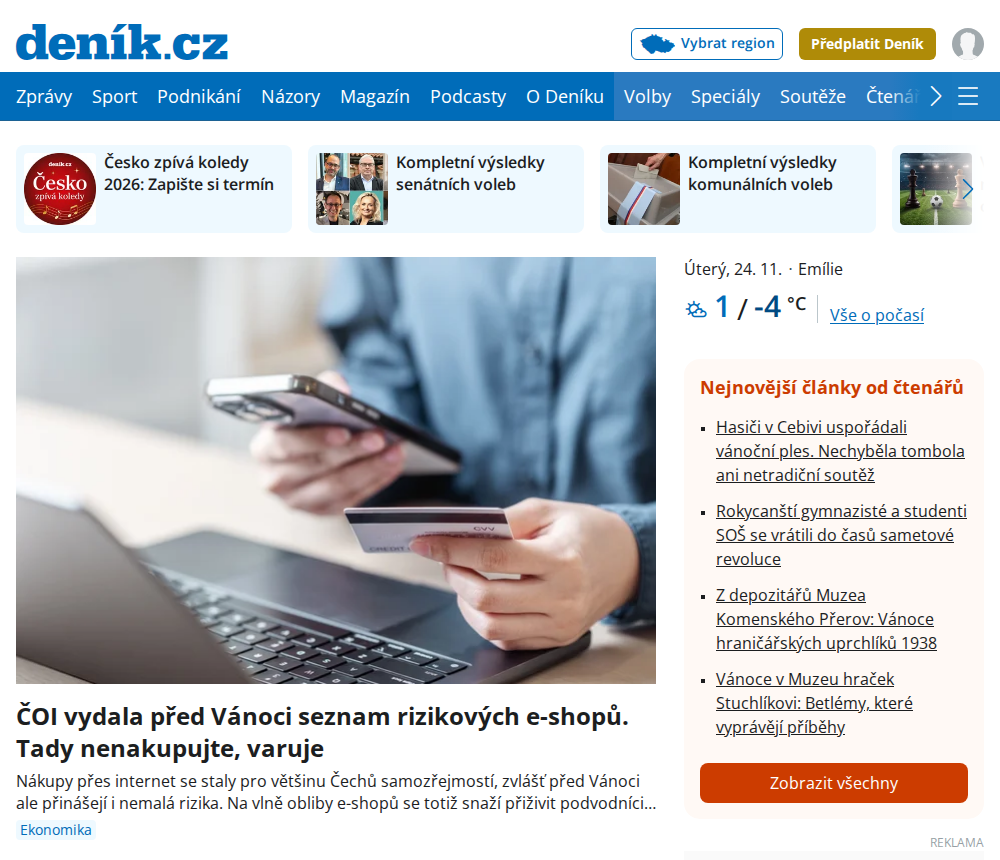 deník.cz
Vybrat region
Předplatit Deník
Zprávy Sport Podnikání Názory Magazín Podcasty O Deníku Volby Speciály Soutěže Čtenář
deník.cz
Česko
zpívá koledy
Česko zpívá koledy
2026: Zapište si termín
Kompletní výsledky
senátních voleb
Kompletní výsledky
komunálních voleb
Úterý, 24. 11. · Emílie
1 / -4 °C
Vše o počasí
Nejnovější články od čtenářů
Hasiči v Cebivi uspořádali
vánoční ples. Nechyběla tombola
ani netradiční soutěž
Rokycanští gymnazisté a studenti
SOŠ se vrátili do časů sametové
revoluce
Z depozitářů Muzea
Komenského Přerov: Vánoce
hraničářských uprchlíků 1938
Vánoce v Muzeu hraček
Stuchlíkovi: Betlémy, které
vyprávějí příběhy
Zobrazit všechny
REKLAMA
CVV
CREDIT
ČOI vydala před Vánoci seznam rizikových e-shopů.
Tady nenakupujte, varuje
Nákupy přes internet se staly pro většinu Čechů samozřejmostí, zvlášť před Vánoci
ale přinášejí i nemalá rizika. Na vlně obliby e-shopů se totiž snaží přiživit podvodníci...
Ekonomika